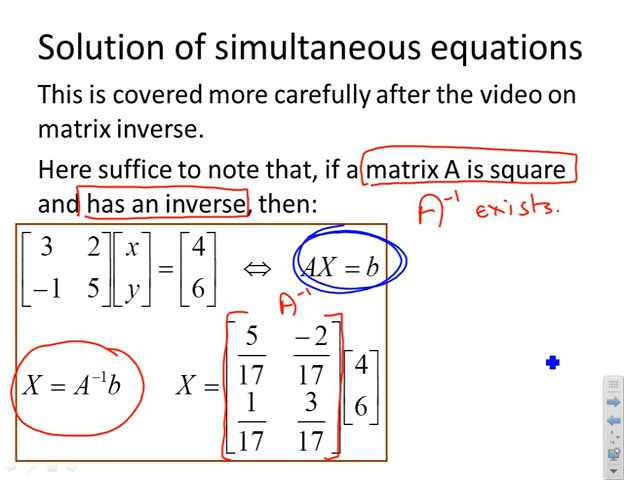 Solution of simultaneous equations
This is covered more carefully after the video on
matrix inverse.
Here suffice to note that, if a matrix A is square
and has an inverse, then:
A⁻¹ exists.
[3 2; −1 5][x; y] = [4; 6] ⇔ AX = b
A⁻¹
X = A⁻¹b X = [5/17 −2/17; 1/17 3/17][4; 6]